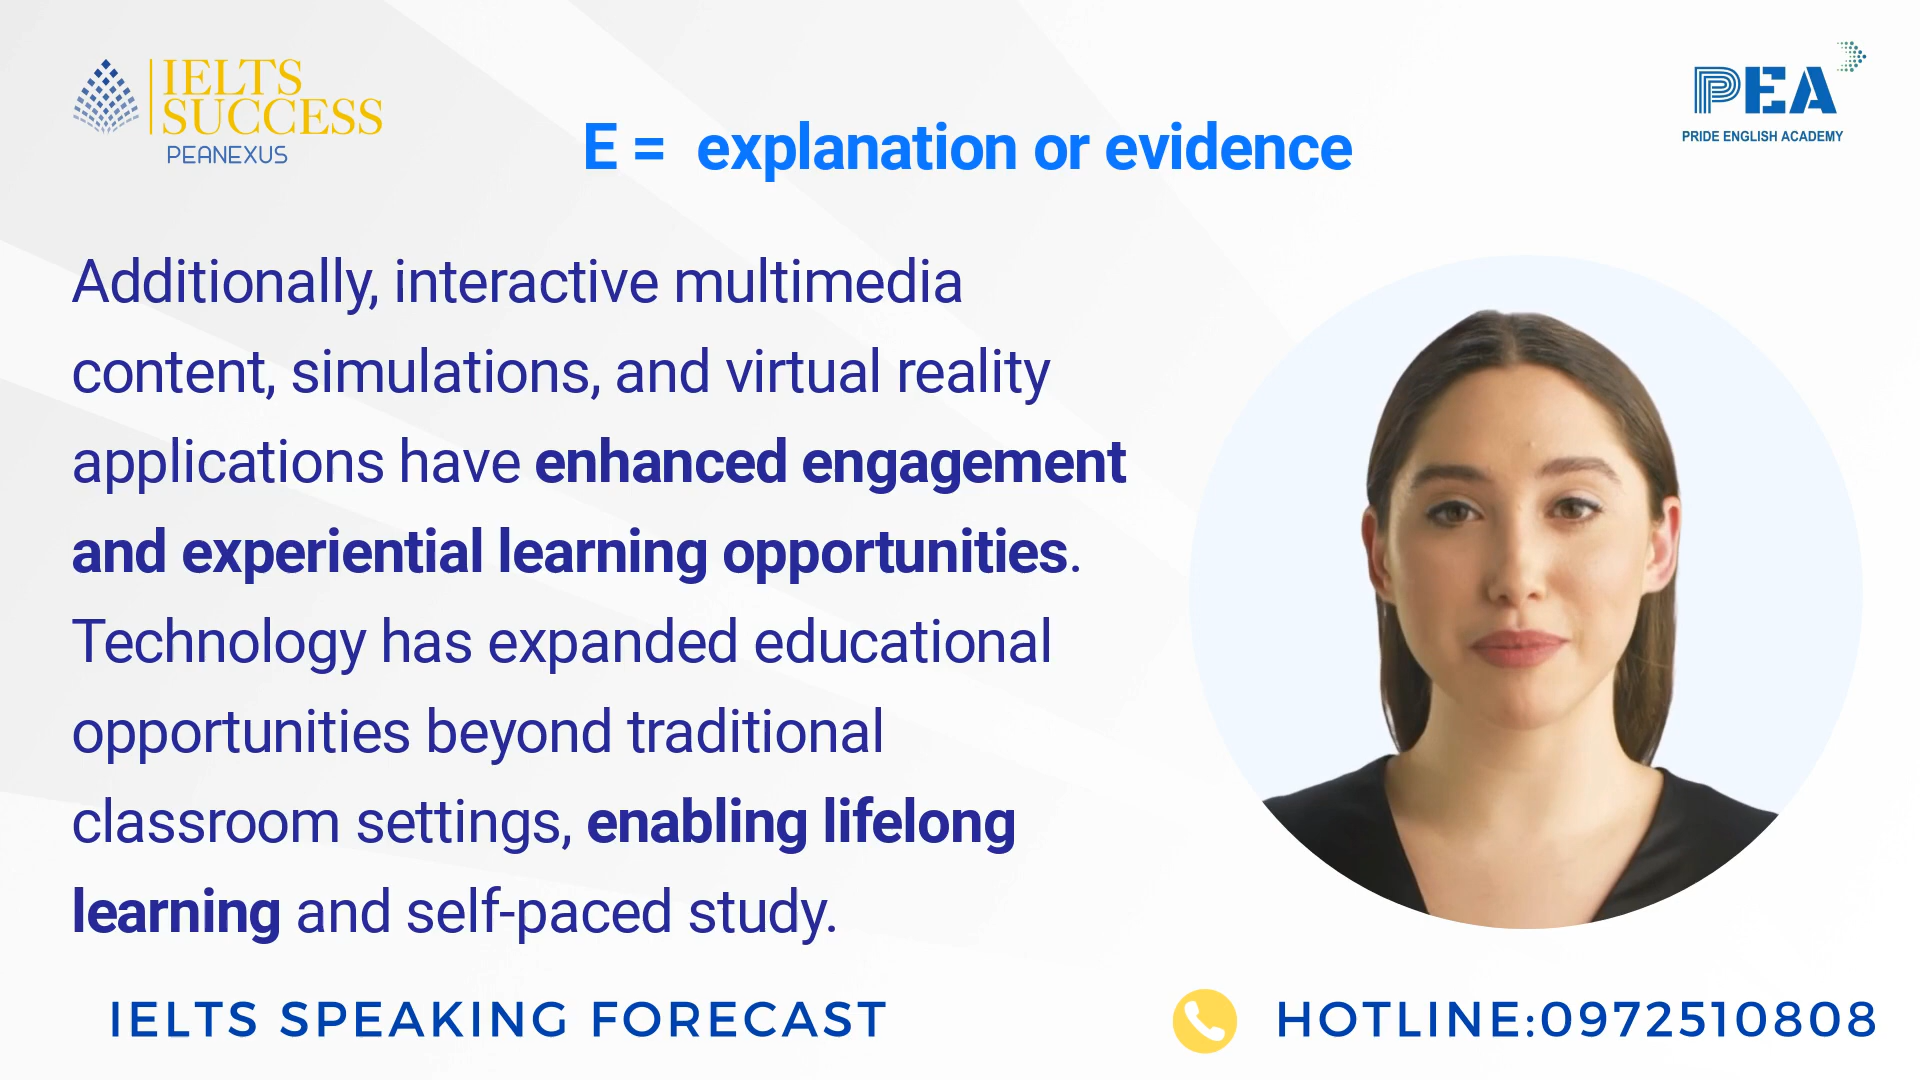 IELTS
SUCCESS
PEANEXUS
PEA
PRIDE ENGLISH ACADEMY
E = explanation or evidence
Additionally, interactive multimedia
content, simulations, and virtual reality
applications have enhanced engagement
and experiential learning opportunities.
Technology has expanded educational
opportunities beyond traditional
classroom settings, enabling lifelong
learning and self-paced study.
IELTS SPEAKING FORECAST
HOTLINE:0972510808